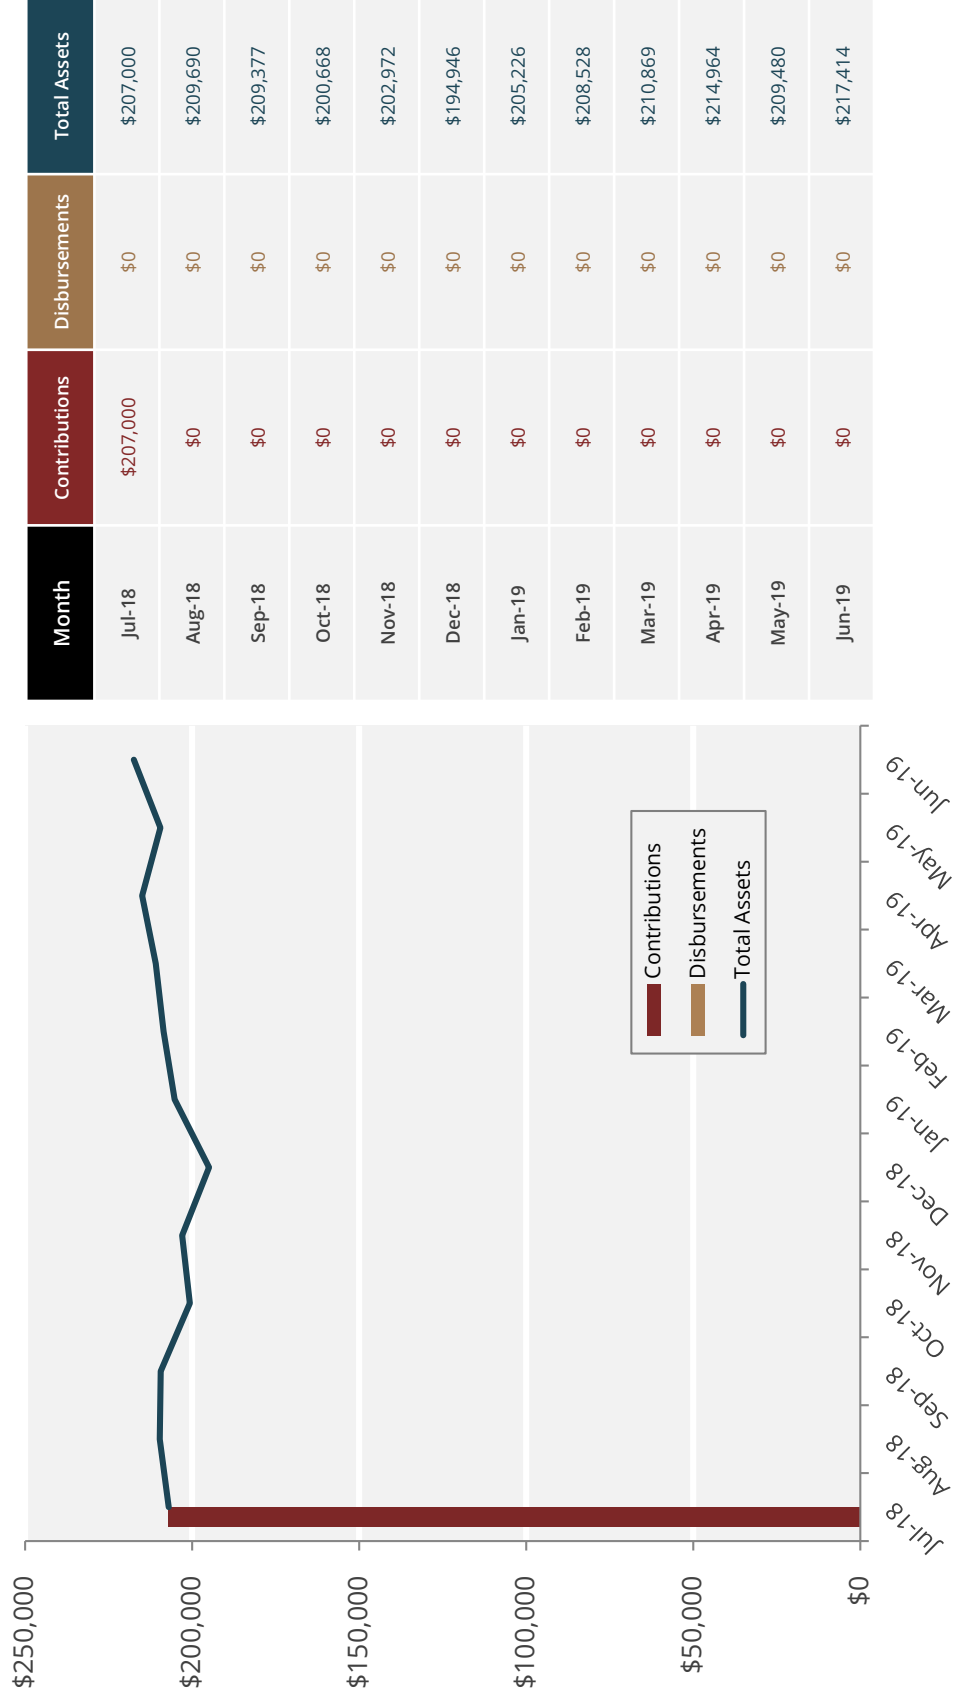 $250,000
$200,000
$150,000
$100,000
$50,000
$0
Jul-18
Aug-18
Sep-18
Oct-18
Nov-18
Dec-18
Jan-19
Feb-19
Mar-19
Apr-19
May-19
Jun-19
Contributions
Disbursements
Total Assets
Month Contributions Disbursements Total Assets
Jul-18 $207,000 $0 $207,000
Aug-18 $0 $0 $209,690
Sep-18 $0 $0 $209,377
Oct-18 $0 $0 $200,668
Nov-18 $0 $0 $202,972
Dec-18 $0 $0 $194,946
Jan-19 $0 $0 $205,226
Feb-19 $0 $0 $208,528
Mar-19 $0 $0 $210,869
Apr-19 $0 $0 $214,964
May-19 $0 $0 $209,480
Jun-19 $0 $0 $217,414